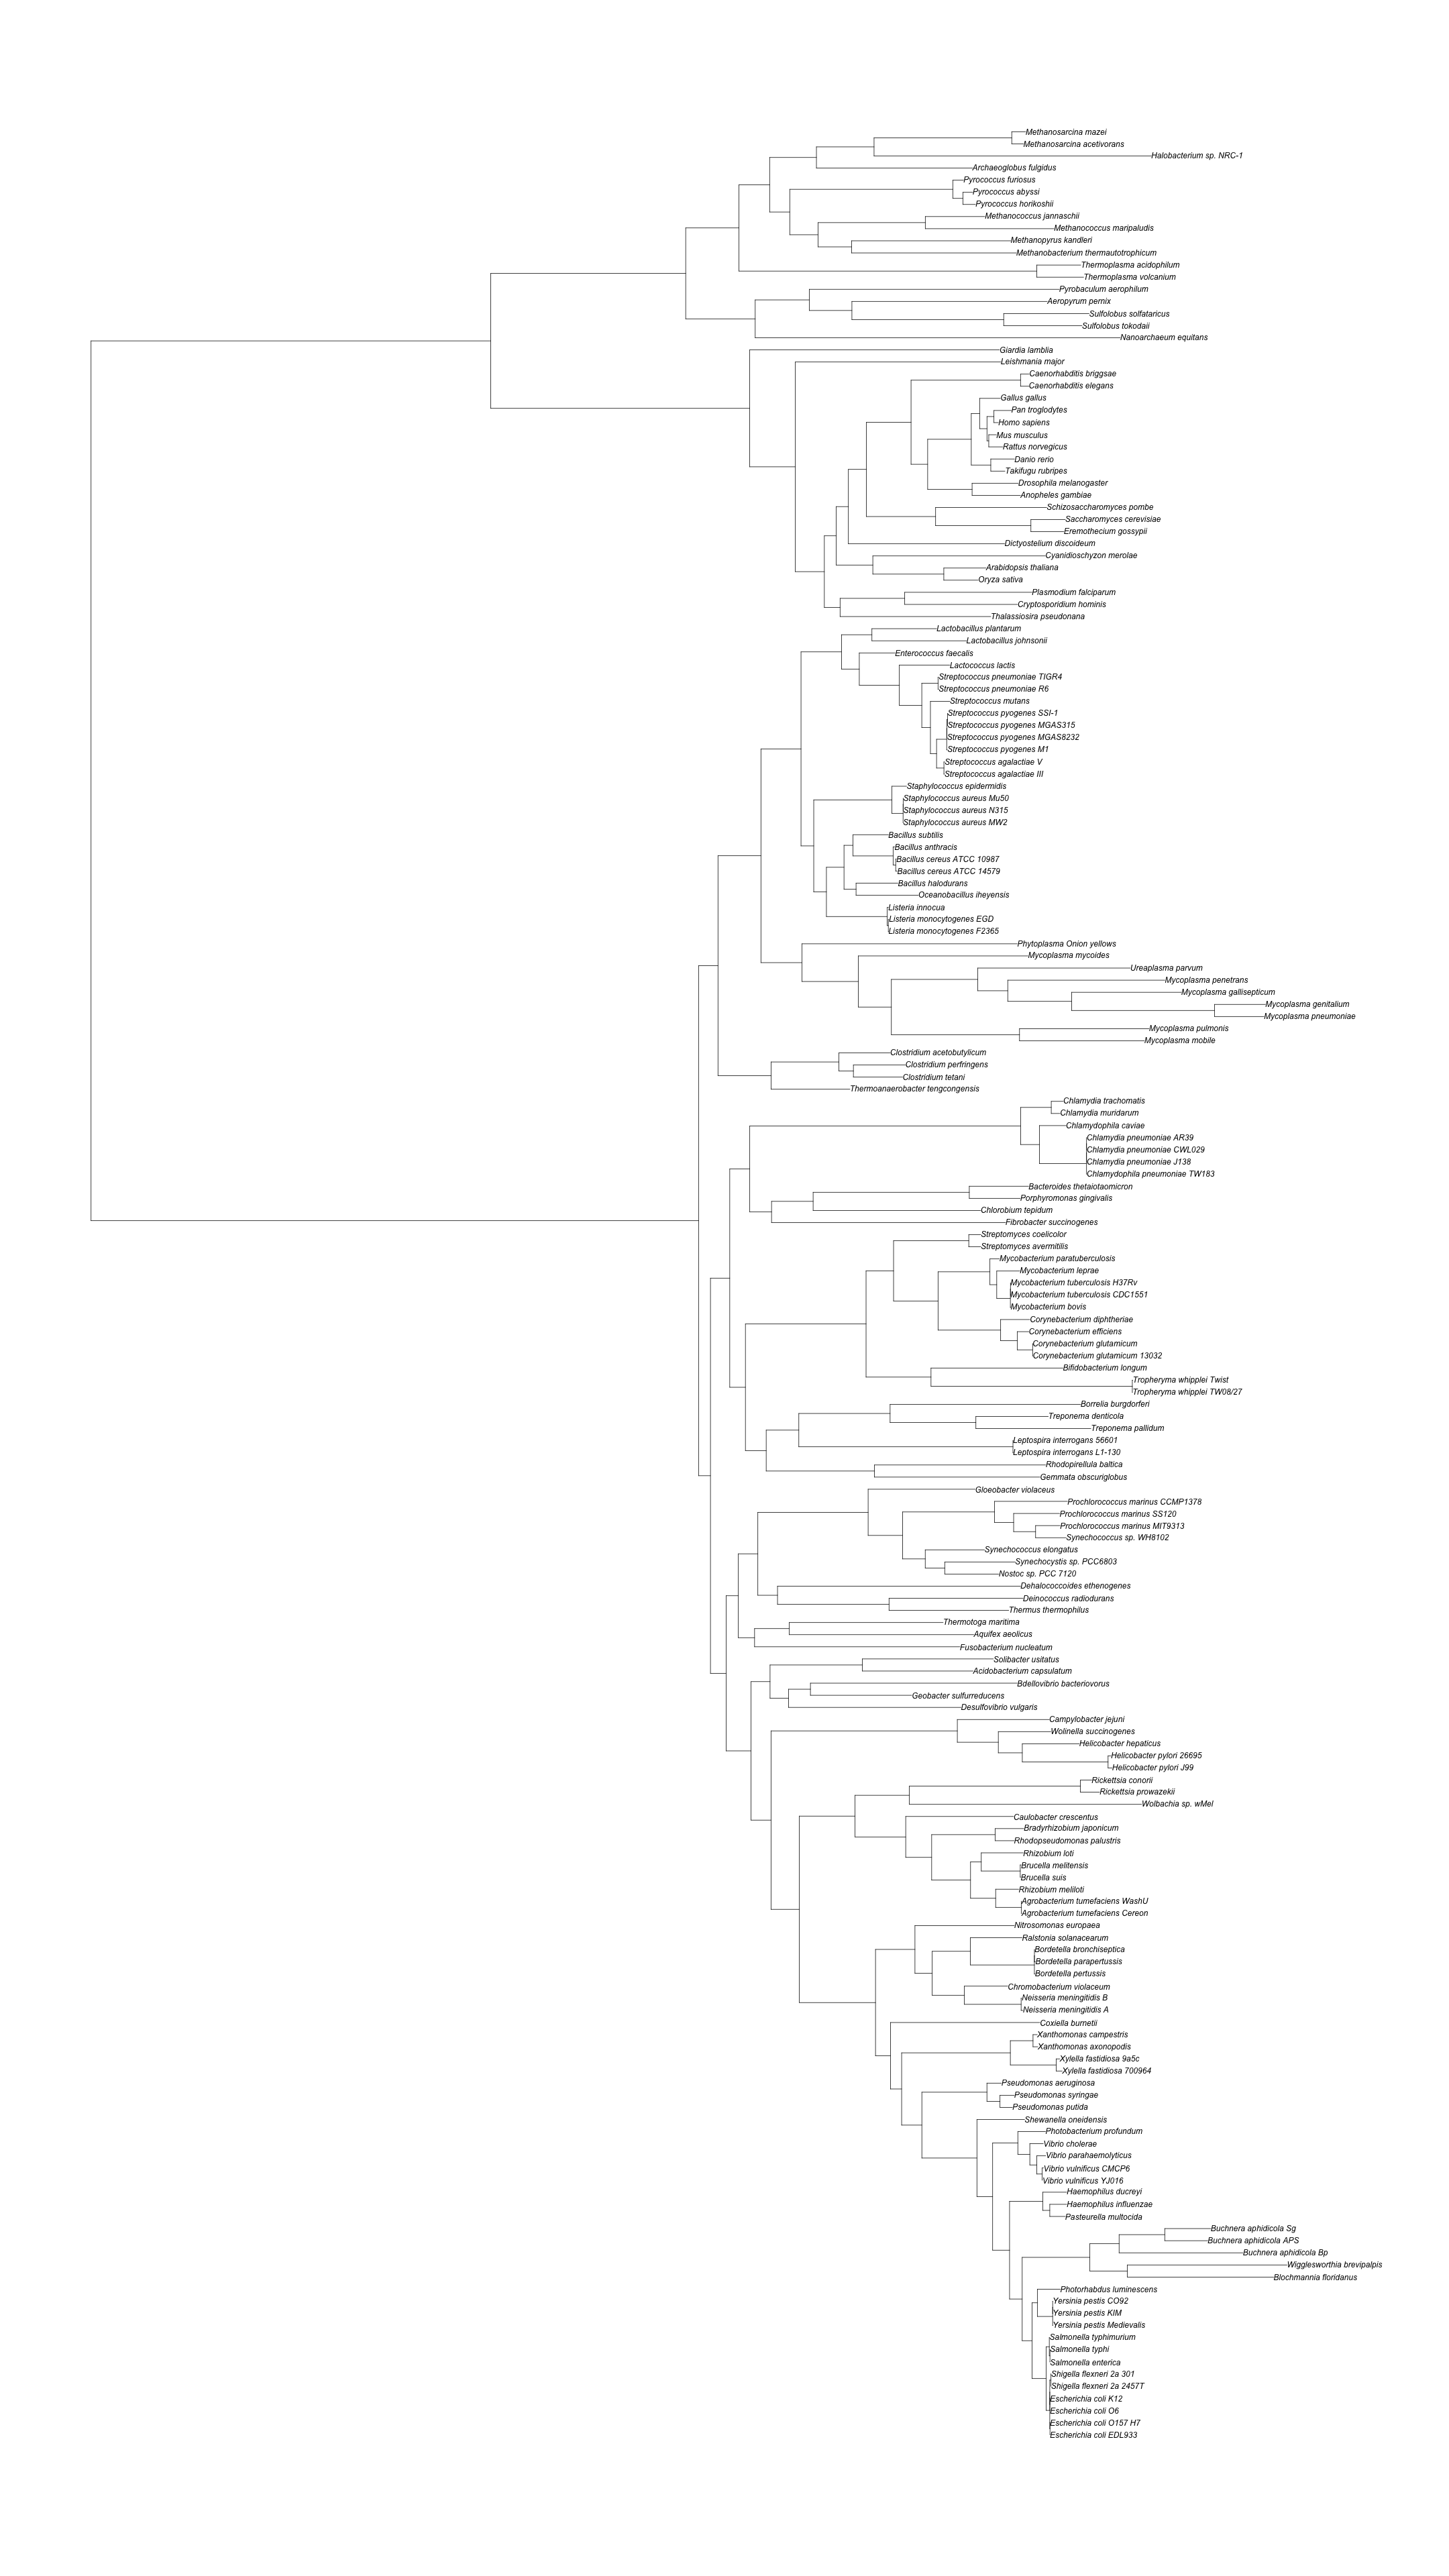 Methanosarcina mazei
Methanosarcina acetivorans
Halobacterium sp. NRC-1
Archaeoglobus fulgidus
Pyrococcus furiosus
Pyrococcus abyssi
Pyrococcus horikoshii
Methanococcus jannaschii
Methanococcus maripaludis
Methanopyrus kandleri
Methanobacterium thermautotrophicum
Thermoplasma acidophilum
Thermoplasma volcanium
Pyrobaculum aerophilum
Aeropyrum pernix
Sulfolobus solfataricus
Sulfolobus tokodaii
Nanoarchaeum equitans
Giardia lamblia
Leishmania major
Caenorhabditis briggsae
Caenorhabditis elegans
Gallus gallus
Pan troglodytes
Homo sapiens
Mus musculus
Rattus norvegicus
Danio rerio
Takifugu rubripes
Drosophila melanogaster
Anopheles gambiae
Schizosaccharomyces pombe
Saccharomyces cerevisiae
Eremothecium gossypii
Dictyostelium discoideum
Cyanidioschyzon merolae
Arabidopsis thaliana
Oryza sativa
Plasmodium falciparum
Cryptosporidium hominis
Thalassiosira pseudonana
Lactobacillus plantarum
Lactobacillus johnsonii
Enterococcus faecalis
Lactococcus lactis
Streptococcus pneumoniae TIGR4
Streptococcus pneumoniae R6
Streptococcus mutans
Streptococcus pyogenes SSI-1
Streptococcus pyogenes MGAS315
Streptococcus pyogenes MGAS8232
Streptococcus pyogenes M1
Streptococcus agalactiae V
Streptococcus agalactiae III
Staphylococcus epidermidis
Staphylococcus aureus Mu50
Staphylococcus aureus N315
Staphylococcus aureus MW2
Bacillus subtilis
Bacillus anthracis
Bacillus cereus ATCC 10987
Bacillus cereus ATCC 14579
Bacillus halodurans
Oceanobacillus iheyensis
Listeria innocua
Listeria monocytogenes EGD
Listeria monocytogenes F2365
Phytoplasma Onion yellows
Mycoplasma mycoides
Ureaplasma parvum
Mycoplasma penetrans
Mycoplasma gallisepticum
Mycoplasma genitalium
Mycoplasma pneumoniae
Mycoplasma pulmonis
Mycoplasma mobile
Clostridium acetobutylicum
Clostridium perfringens
Clostridium tetani
Thermoanaerobacter tengcongensis
Chlamydia trachomatis
Chlamydia muridarum
Chlamydophila caviae
Chlamydia pneumoniae AR39
Chlamydia pneumoniae CWL029
Chlamydia pneumoniae J138
Chlamydophila pneumoniae TW183
Bacteroides thetaiotaomicron
Porphyromonas gingivalis
Chlorobium tepidum
Fibrobacter succinogenes
Streptomyces coelicolor
Streptomyces avermitilis
Mycobacterium paratuberculosis
Mycobacterium leprae
Mycobacterium tuberculosis H37Rv
Mycobacterium tuberculosis CDC1551
Mycobacterium bovis
Corynebacterium diphtheriae
Corynebacterium efficiens
Corynebacterium glutamicum
Corynebacterium glutamicum 13032
Bifidobacterium longum
Tropheryma whipplei Twist
Tropheryma whipplei TW08/27
Borrelia burgdorferi
Treponema denticola
Treponema pallidum
Leptospira interrogans 56601
Leptospira interrogans L1-130
Rhodopirellula baltica
Gemmata obscuriglobus
Gloeobacter violaceus
Prochlorococcus marinus CCMP1378
Prochlorococcus marinus SS120
Prochlorococcus marinus MIT9313
Synechococcus sp. WH8102
Synechococcus elongatus
Synechocystis sp. PCC6803
Nostoc sp. PCC 7120
Dehalococcoides ethenogenes
Deinococcus radiodurans
Thermus thermophilus
Thermotoga maritima
Aquifex aeolicus
Fusobacterium nucleatum
Solibacter usitatus
Acidobacterium capsulatum
Bdellovibrio bacteriovorus
Geobacter sulfurreducens
Desulfovibrio vulgaris
Campylobacter jejuni
Wolinella succinogenes
Helicobacter hepaticus
Helicobacter pylori 26695
Helicobacter pylori J99
Rickettsia conorii
Rickettsia prowazekii
Wolbachia sp. wMel
Caulobacter crescentus
Bradyrhizobium japonicum
Rhodopseudomonas palustris
Rhizobium loti
Brucella melitensis
Brucella suis
Rhizobium meliloti
Agrobacterium tumefaciens WashU
Agrobacterium tumefaciens Cereon
Nitrosomonas europaea
Ralstonia solanacearum
Bordetella bronchiseptica
Bordetella parapertussis
Bordetella pertussis
Chromobacterium violaceum
Neisseria meningitidis B
Neisseria meningitidis A
Coxiella burnetii
Xanthomonas campestris
Xanthomonas axonopodis
Xylella fastidiosa 9a5c
Xylella fastidiosa 700964
Pseudomonas aeruginosa
Pseudomonas syringae
Pseudomonas putida
Shewanella oneidensis
Photobacterium profundum
Vibrio cholerae
Vibrio parahaemolyticus
Vibrio vulnificus CMCP6
Vibrio vulnificus YJ016
Haemophilus ducreyi
Haemophilus influenzae
Pasteurella multocida
Buchnera aphidicola Sg
Buchnera aphidicola APS
Buchnera aphidicola Bp
Wigglesworthia brevipalpis
Blochmannia floridanus
Photorhabdus luminescens
Yersinia pestis CO92
Yersinia pestis KIM
Yersinia pestis Medievalis
Salmonella typhimurium
Salmonella typhi
Salmonella enterica
Shigella flexneri 2a 301
Shigella flexneri 2a 2457T
Escherichia coli K12
Escherichia coli O6
Escherichia coli O157 H7
Escherichia coli EDL933